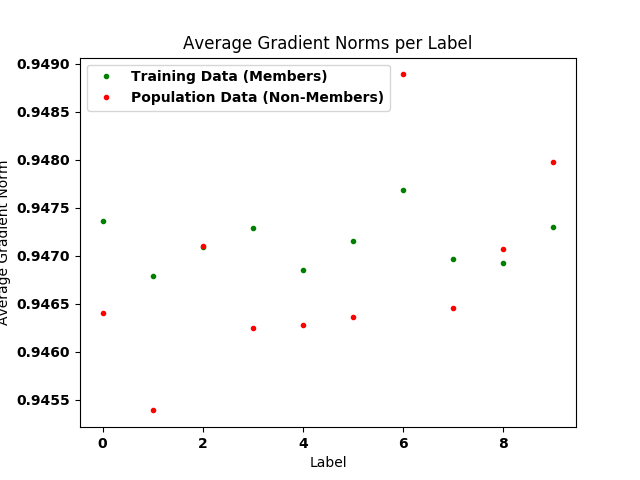 Average Gradient Norms per Label
Training Data (Members)
Population Data (Non-Members)
0.9490
0.9485
0.9480
0.9475
0.9470
0.9465
0.9460
0.9455
Average Gradient Norm
0 2 4 6 8
Label